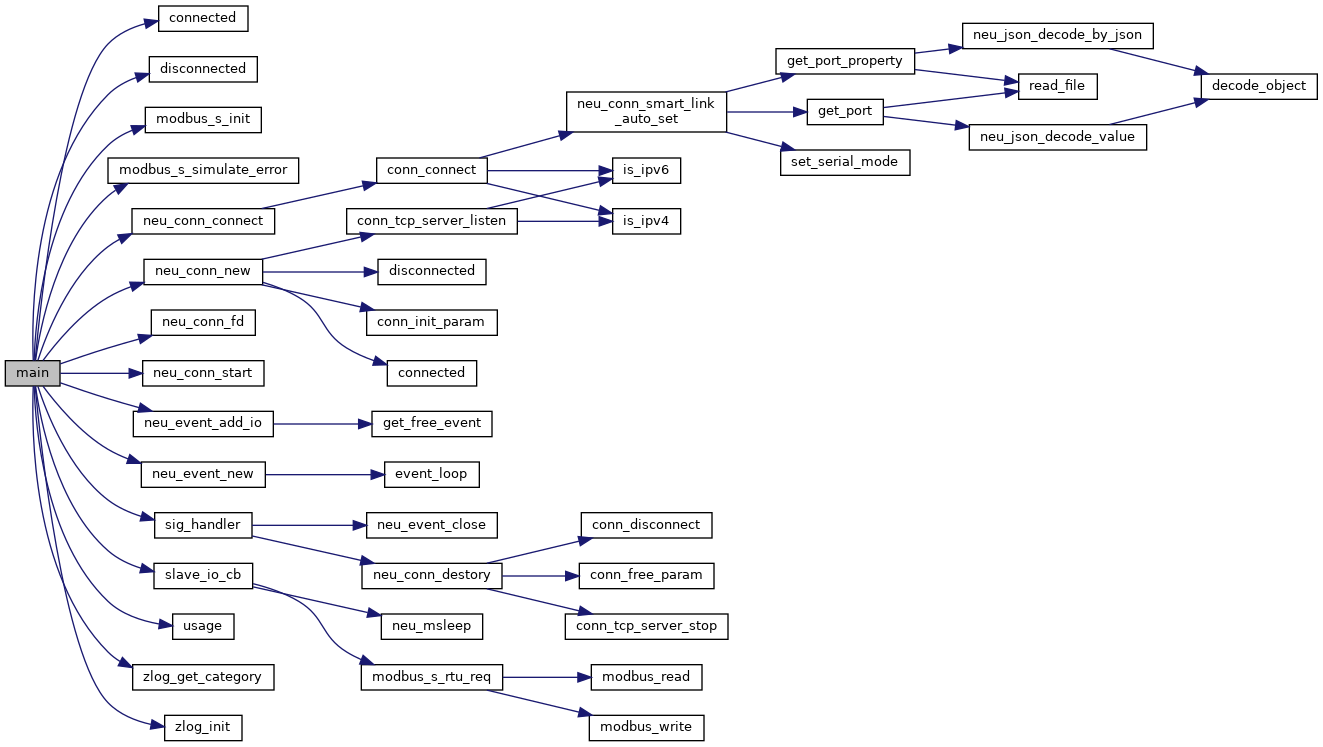 connected
disconnected
modbus_s_init
modbus_s_simulate_error
neu_conn_connect
neu_conn_new
neu_conn_fd
main
neu_conn_start
neu_event_add_io
neu_event_new
sig_handler
slave_io_cb
usage
zlog_get_category
zlog_init
conn_connect
conn_tcp_server_listen
disconnected
conn_init_param
connected
get_free_event
event_loop
neu_event_close
neu_conn_destory
neu_msleep
modbus_s_rtu_req
neu_conn_smart_link
_auto_set
is_ipv6
is_ipv4
conn_disconnect
conn_free_param
conn_tcp_server_stop
modbus_read
modbus_write
get_port_property
get_port
set_serial_mode
neu_json_decode_by_json
read_file
neu_json_decode_value
decode_object